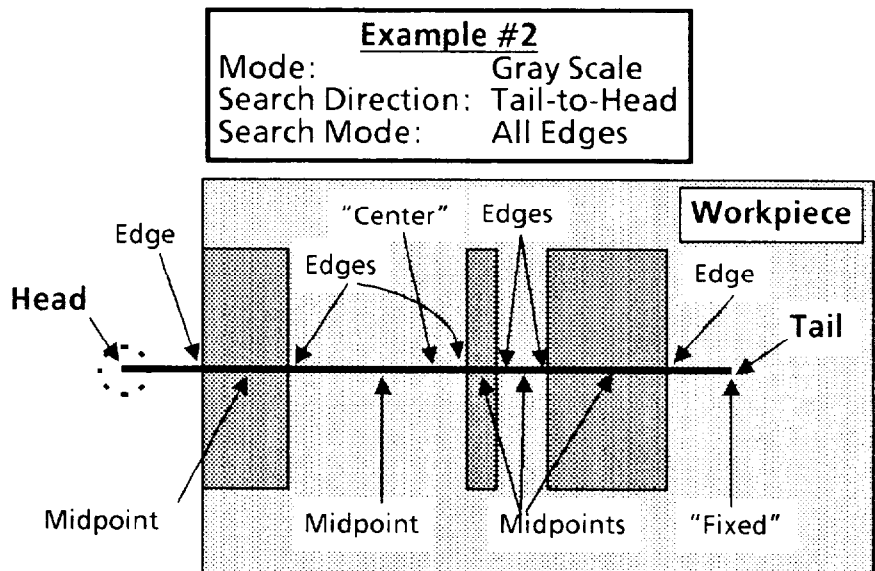 Example #2
Mode: Gray Scale
Search Direction: Tail-to-Head
Search Mode: All Edges
Workpiece
"Center" Edges
Edge
Edges
Edge
Head
Tail
Midpoint Midpoint Midpoints "Fixed"